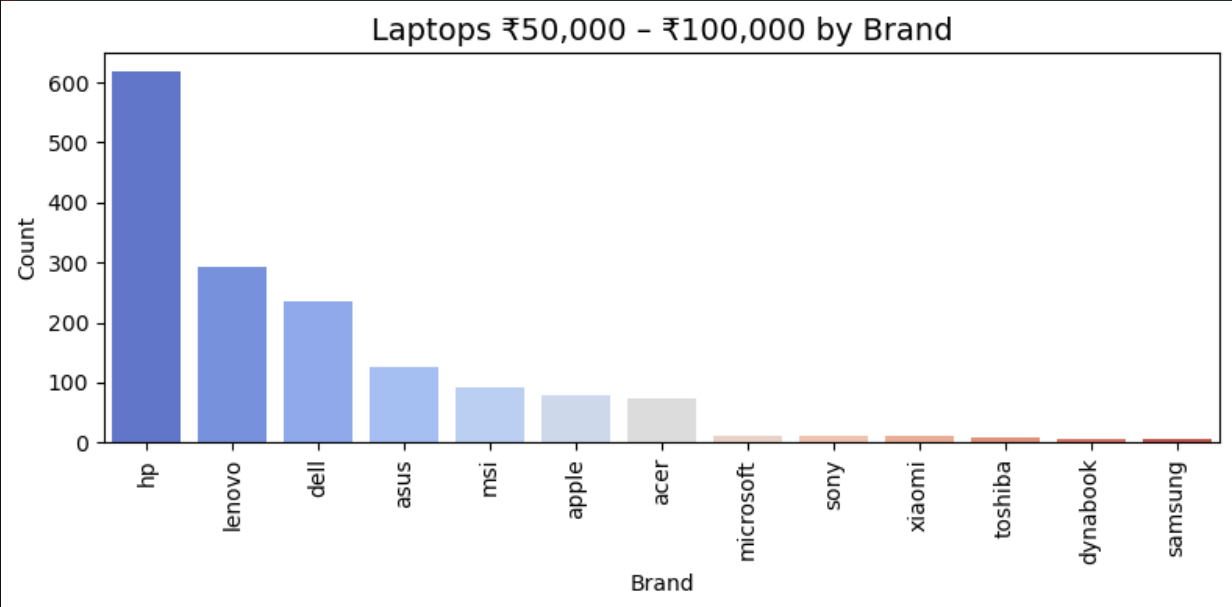 Laptops ₹50,000 – ₹100,000 by Brand
Count
600
500
400
300
200
100
0
hp
lenovo
dell
asus
msi
apple
acer
microsoft
sony
xiaomi
toshiba
dynabook
samsung
Brand